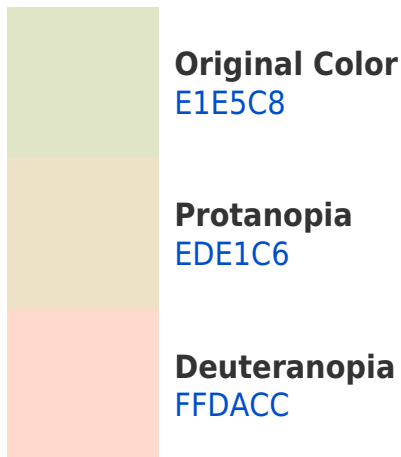 Original Color
E1E5C8
Protanopia
EDE1C6
Deuteranopia
FFDACC